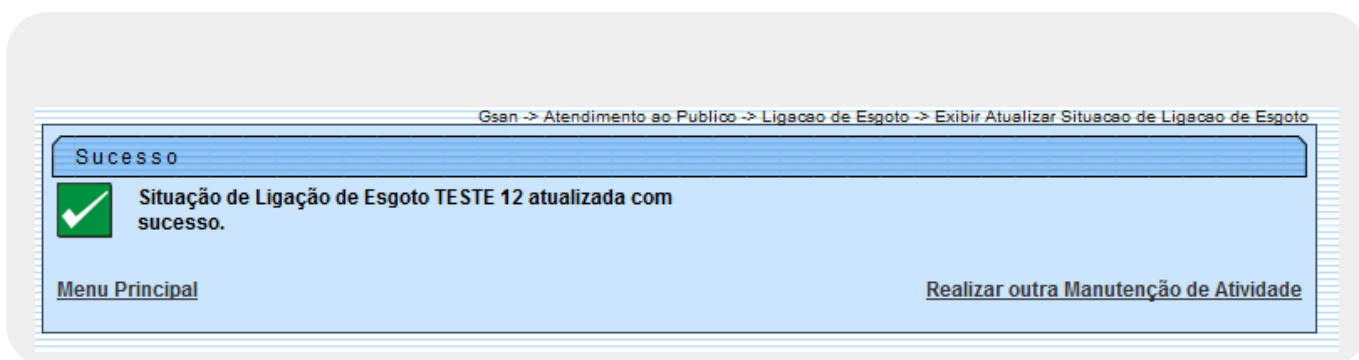 Gsan -> Atendimento ao Publico -> Ligacao de Esgoto -> Exibir Atualizar Situacao de Ligacao de Esgoto
Sucesso
Situação de Ligação de Esgoto TESTE 12 atualizada com
sucesso.
Menu Principal
Realizar outra Manutenção de Atividade